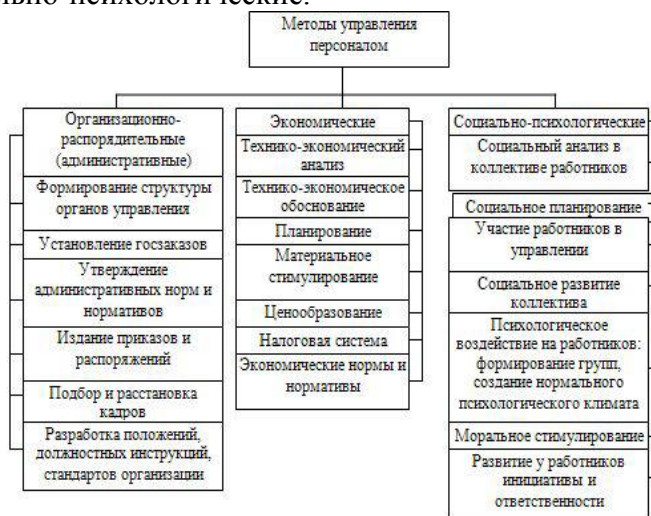 психологические.
Методы управления
персоналом
Организационно-
распорядительные
(административные)
Формирование структуры
органов управления
Установление госзаказов
Утверждение
административных норм и
нормативов
Издание приказов и
распоряжений
Подбор и расстановка
кадров
Разработка положений,
должностных инструкций,
стандартов организации
Экономические
Технико-экономический
анализ
Технико-экономическое
обоснование
Планирование
Материальное
стимулирование
Ценообразование
Налоговая система
Экономические нормы и
нормативы
Социально-психологические
Социальный анализ в
коллективе работников
Социальное планирование
Участие работников в
управлении
Социальное развитие
коллектива
Психологическое
воздействие на работников:
формирование групп,
создание нормального
психологического климата
Моральное стимулирование
Развитие у работников
инициативы и
ответственности